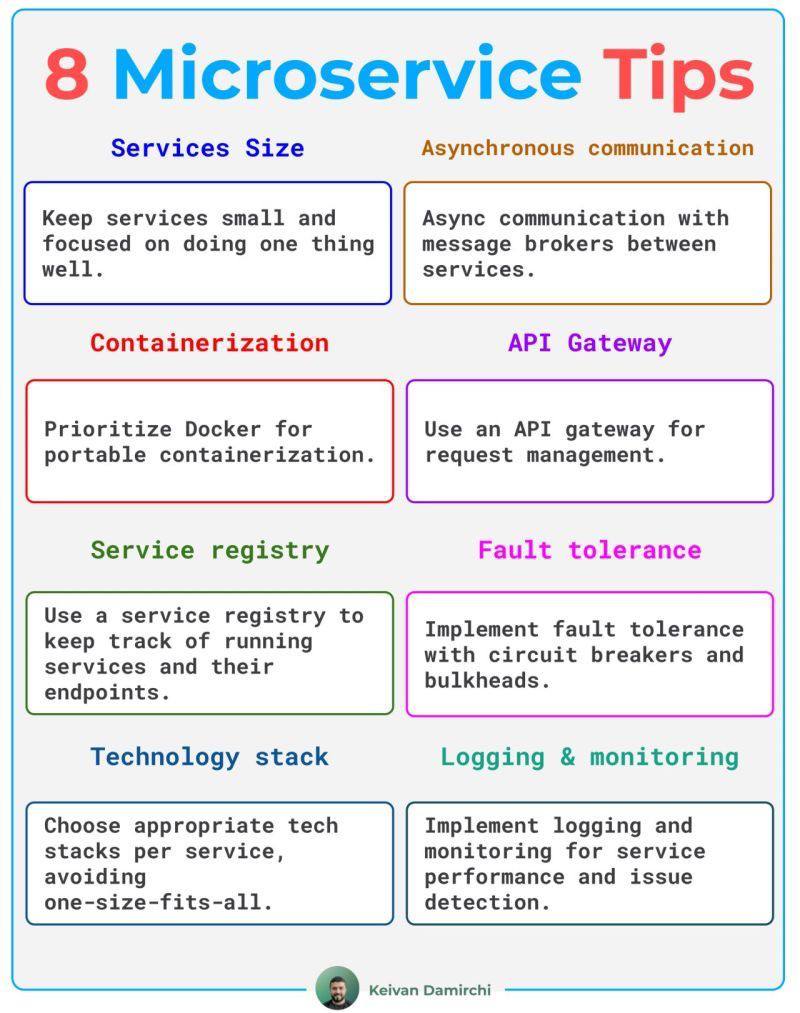 8 Microservice Tips
Services Size
Keep services small and
focused on doing one thing
well.
Asynchronous communication
Async communication with
message brokers between
services.
Containerization
Prioritize Docker for
portable containerization.
API Gateway
Use an API gateway for
request management.
Service registry
Use a service registry to
keep track of running
services and their
endpoints.
Fault tolerance
Implement fault tolerance
with circuit breakers and
bulkheads.
Technology stack
Choose appropriate tech
stacks per service,
avoiding
one-size-fits-all.
Logging & monitoring
Implement logging and
monitoring for service
performance and issue
detection.
Keivan Damirchi